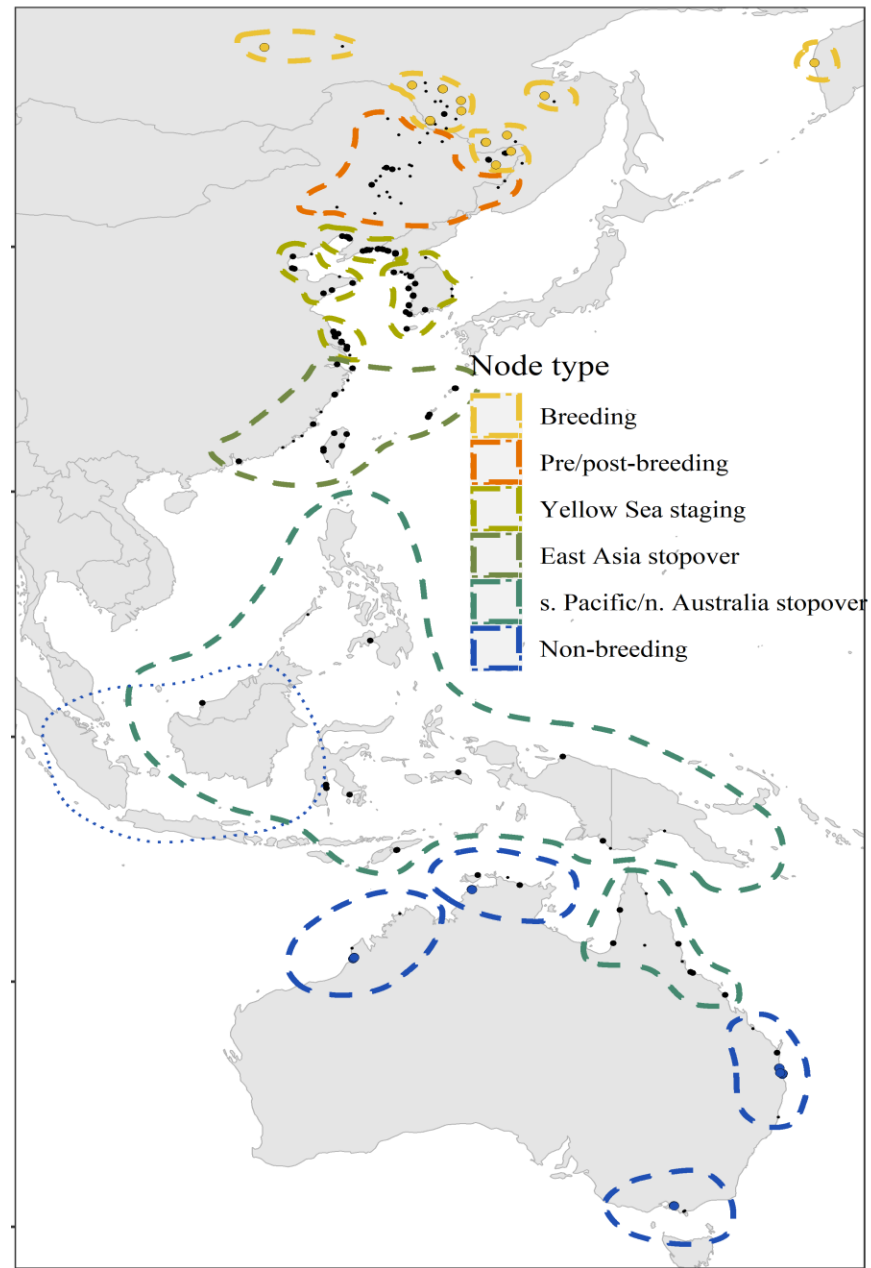 Node type
Breeding
Pre/post-breeding
Yellow Sea staging
East Asia stopover
s. Pacific/n. Australia stopover
Non-breeding